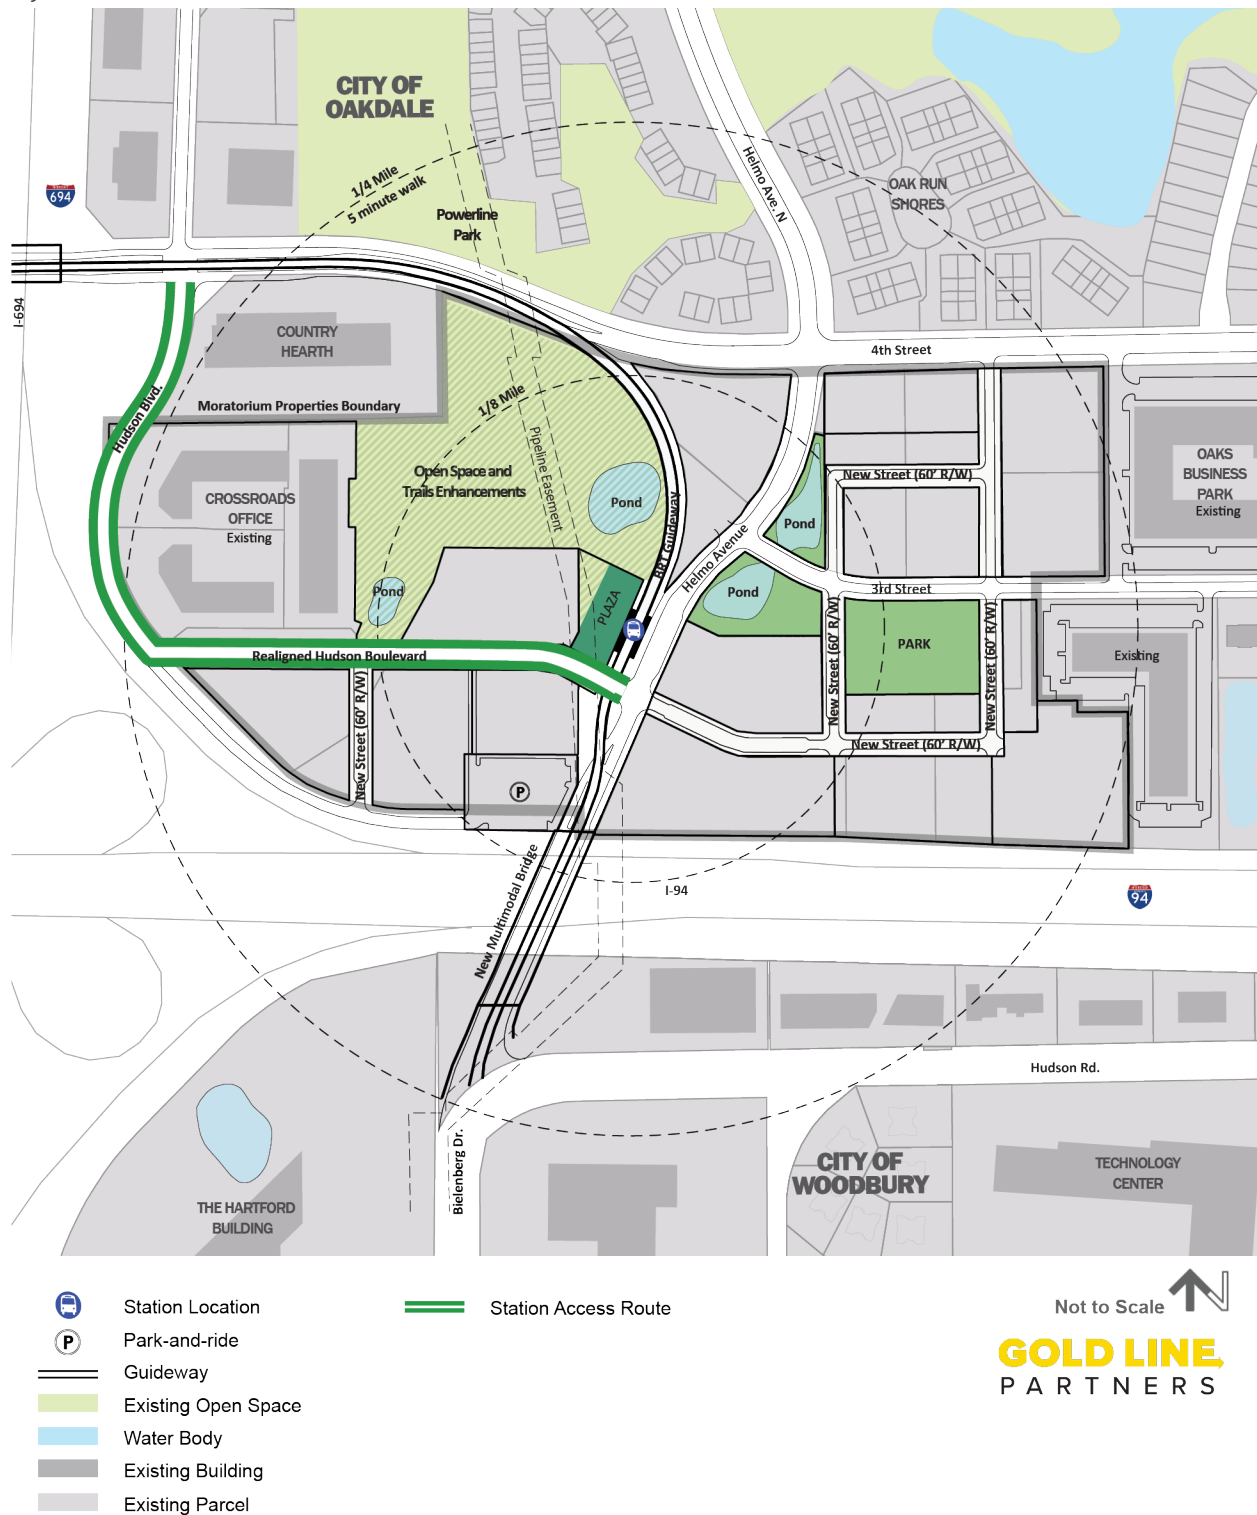 CITY OF
OAKDALE
694
1/4 Mile
5 minute walk
Powerline
Park
Helmo Ave. N
OAK RUN
SHORES
I-694
COUNTRY
HEARTH
4th Street
Hudson Blvd.
Moratorium Properties Boundary
1/8 Mile
Pipeline Easement
Open Space and
Trails Enhancements
Pond
BRT Guideway
New Street (60' R/W)
OAKS
BUSINESS
PARK
Existing
CROSSROADS
OFFICE
Existing
Pond
Helmo Avenue
Pond
Pond
PLAZA
3rd Street
New Street (60' R/W)
PARK
New Street (60' R/W)
Existing
Realigned Hudson Boulevard
New Street (60' R/W)
New Street (60' R/W)
P
New Multimodal Bridge
I-94
94
Hudson Rd.
Bielenberg Dr.
CITY OF
WOODBURY
TECHNOLOGY
CENTER
THE HARTFORD
BUILDING
Station Location
Station Access Route
Not to Scale
N
P
Park-and-ride
Guideway
Existing Open Space
Water Body
Existing Building
Existing Parcel
GOLD LINE
PARTNERS